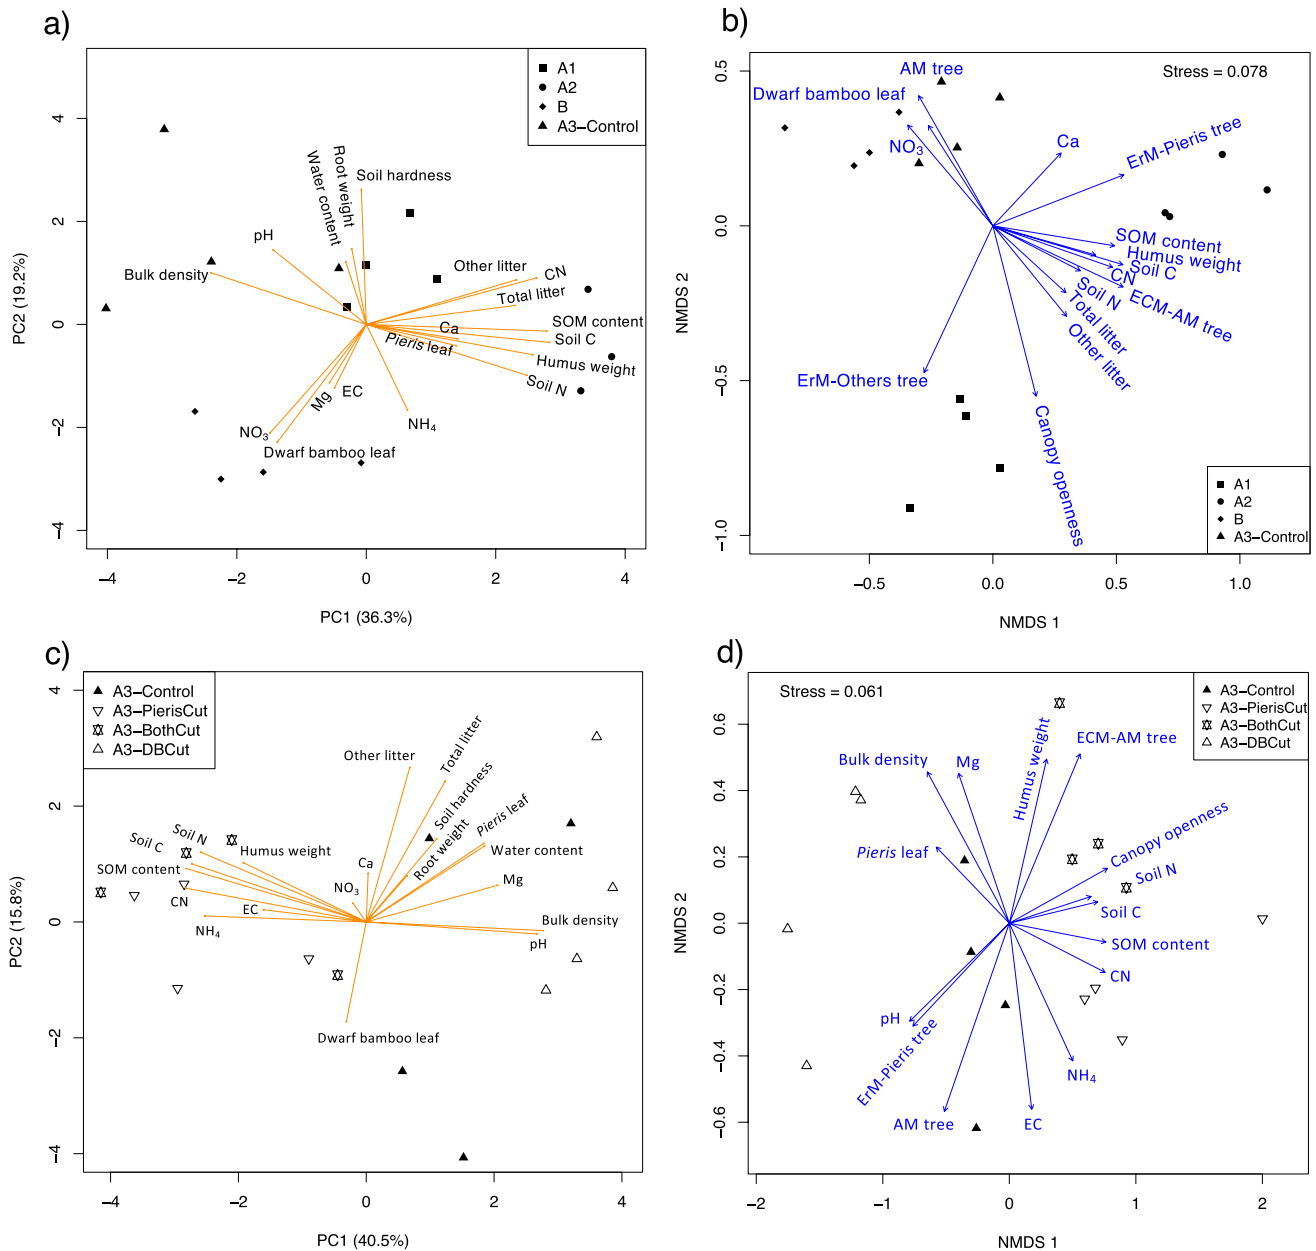 a)
A1
A2
B
A3−Control
Soil hardness
Root weight
Water content
pH
Bulk density
Other litter
CN
Total litter
SOM content
Ca
Soil C
Pieris leaf
Humus weight
Soil N
Mg
EC
NH4
NO3
Dwarf bamboo leaf
PC2 (19.2%)
4
2
0
−2
−4
−4
−2
0
2
4
PC1 (36.3%)
b)
Stress = 0.078
AM tree
Dwarf bamboo leaf
NO3
Ca
ErM-Pieris tree
SOM content
Humus weight
Soil C
CN
Soil N
ECM-AM tree
Total litter
Other litter
ErM-Others tree
Canopy openness
A1
A2
B
A3−Control
NMDS 2
0.5
0.0
−0.5
−1.0
−0.5
0.0
0.5
1.0
NMDS 1
c)
A3−Control
A3−PierisCut
A3−BothCut
A3−DBCut
Other litter
Total litter
Soil hardness
Pieris leaf
Root weight
Water content
Soil N
Soil C
Humus weight
SOM content
Ca
NO3
Mg
CN
EC
NH4
Bulk density
pH
Dwarf bamboo leaf
PC2 (15.8%)
4
2
0
−2
−4
−4
−2
0
2
4
PC1 (40.5%)
d)
Stress = 0.061
A3−Control
A3−PierisCut
A3−BothCut
A3−DBCut
Bulk density
Mg
Humus weight
ECM-AM tree
Pieris leaf
Canopy openness
Soil N
Soil C
SOM content
CN
pH
ErM-Pieris tree
NH4
AM tree
EC
NMDS 2
0.6
0.4
0.2
0.0
−0.2
−0.4
−0.6
−2
−1
0
1
2
NMDS 1